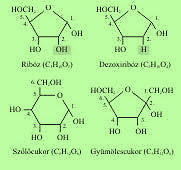 HOCH₂ O 1. OH
5. 4. 3. 2.
HO OH
Ribóz (C₅H₁₀O₅)
HOCH₂ O 1. OH
5. 4. 3. 2.
HO H
Dezoxiribóz (C₅H₁₀O₄)
6. CH₂OH
5. O
HO 4. 1. OH
3. 2.
HO OH
Szőlőcukor (C₆H₁₂O₆)
HOCH₂ O 1. CH₂OH
6. 5. 2. OH
4. 3.
HO OH
Gyümölcscukor (C₆H₁₂O₆)